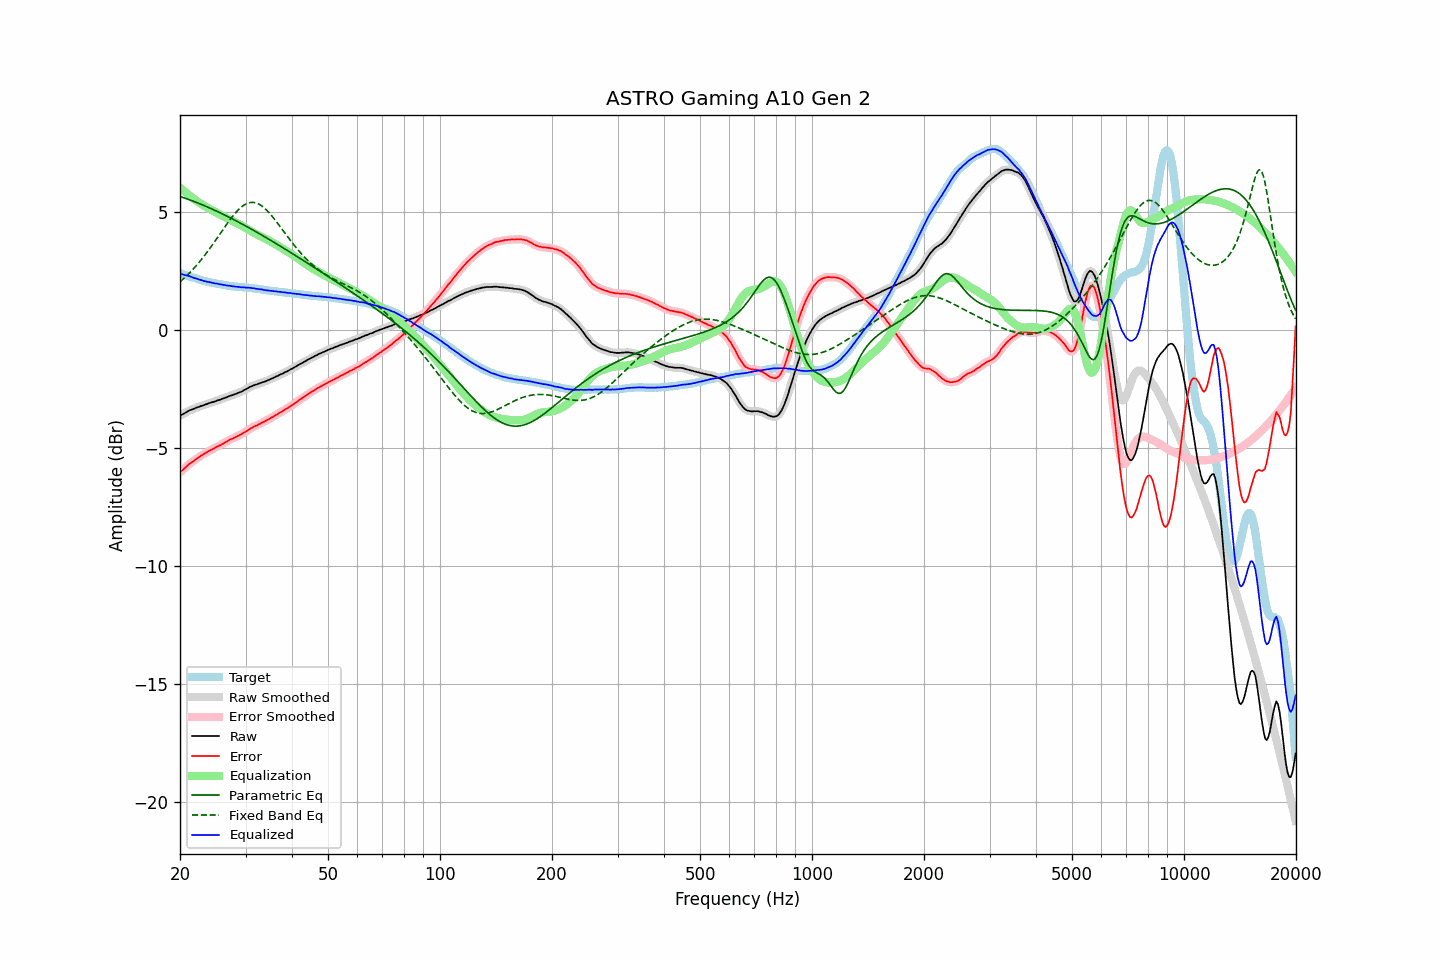 ASTRO Gaming A10 Gen 2
Amplitude (dBr)
5
0
−5
−10
−15
−20
Target
Raw Smoothed
Error Smoothed
Raw
Error
Equalization
Parametric Eq
Fixed Band Eq
Equalized
20 50 100 200 500 1000 2000 5000 10000 20000
Frequency (Hz)